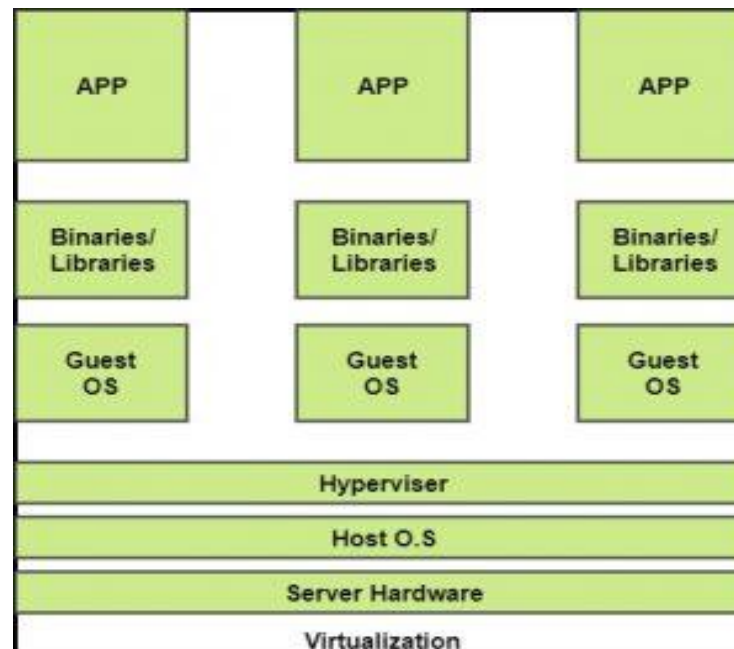 APP
APP
APP
Binaries/
Libraries
Binaries/
Libraries
Binaries/
Libraries
Guest
OS
Guest
OS
Guest
OS
Hyperviser
Host O.S
Server Hardware
Virtualization